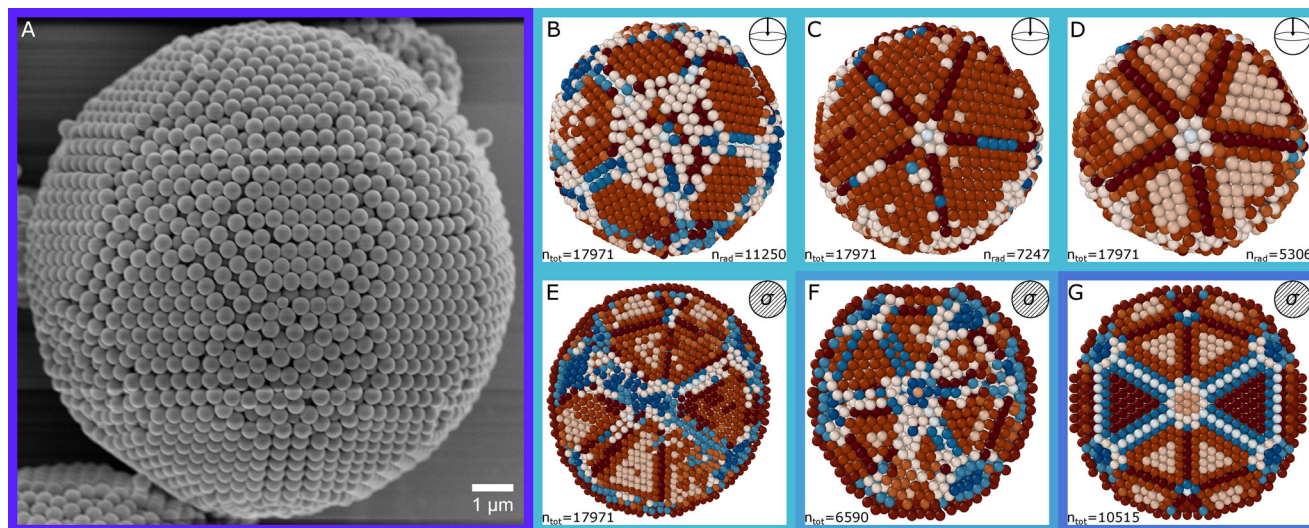 A
1 µm
B
n_tot=17971 n_rad=11250
C
n_tot=17971 n_rad=7247
D
n_tot=17971 n_rad=5306
E
σ
n_tot=17971
F
σ
n_tot=6590
G
σ
n_tot=10515